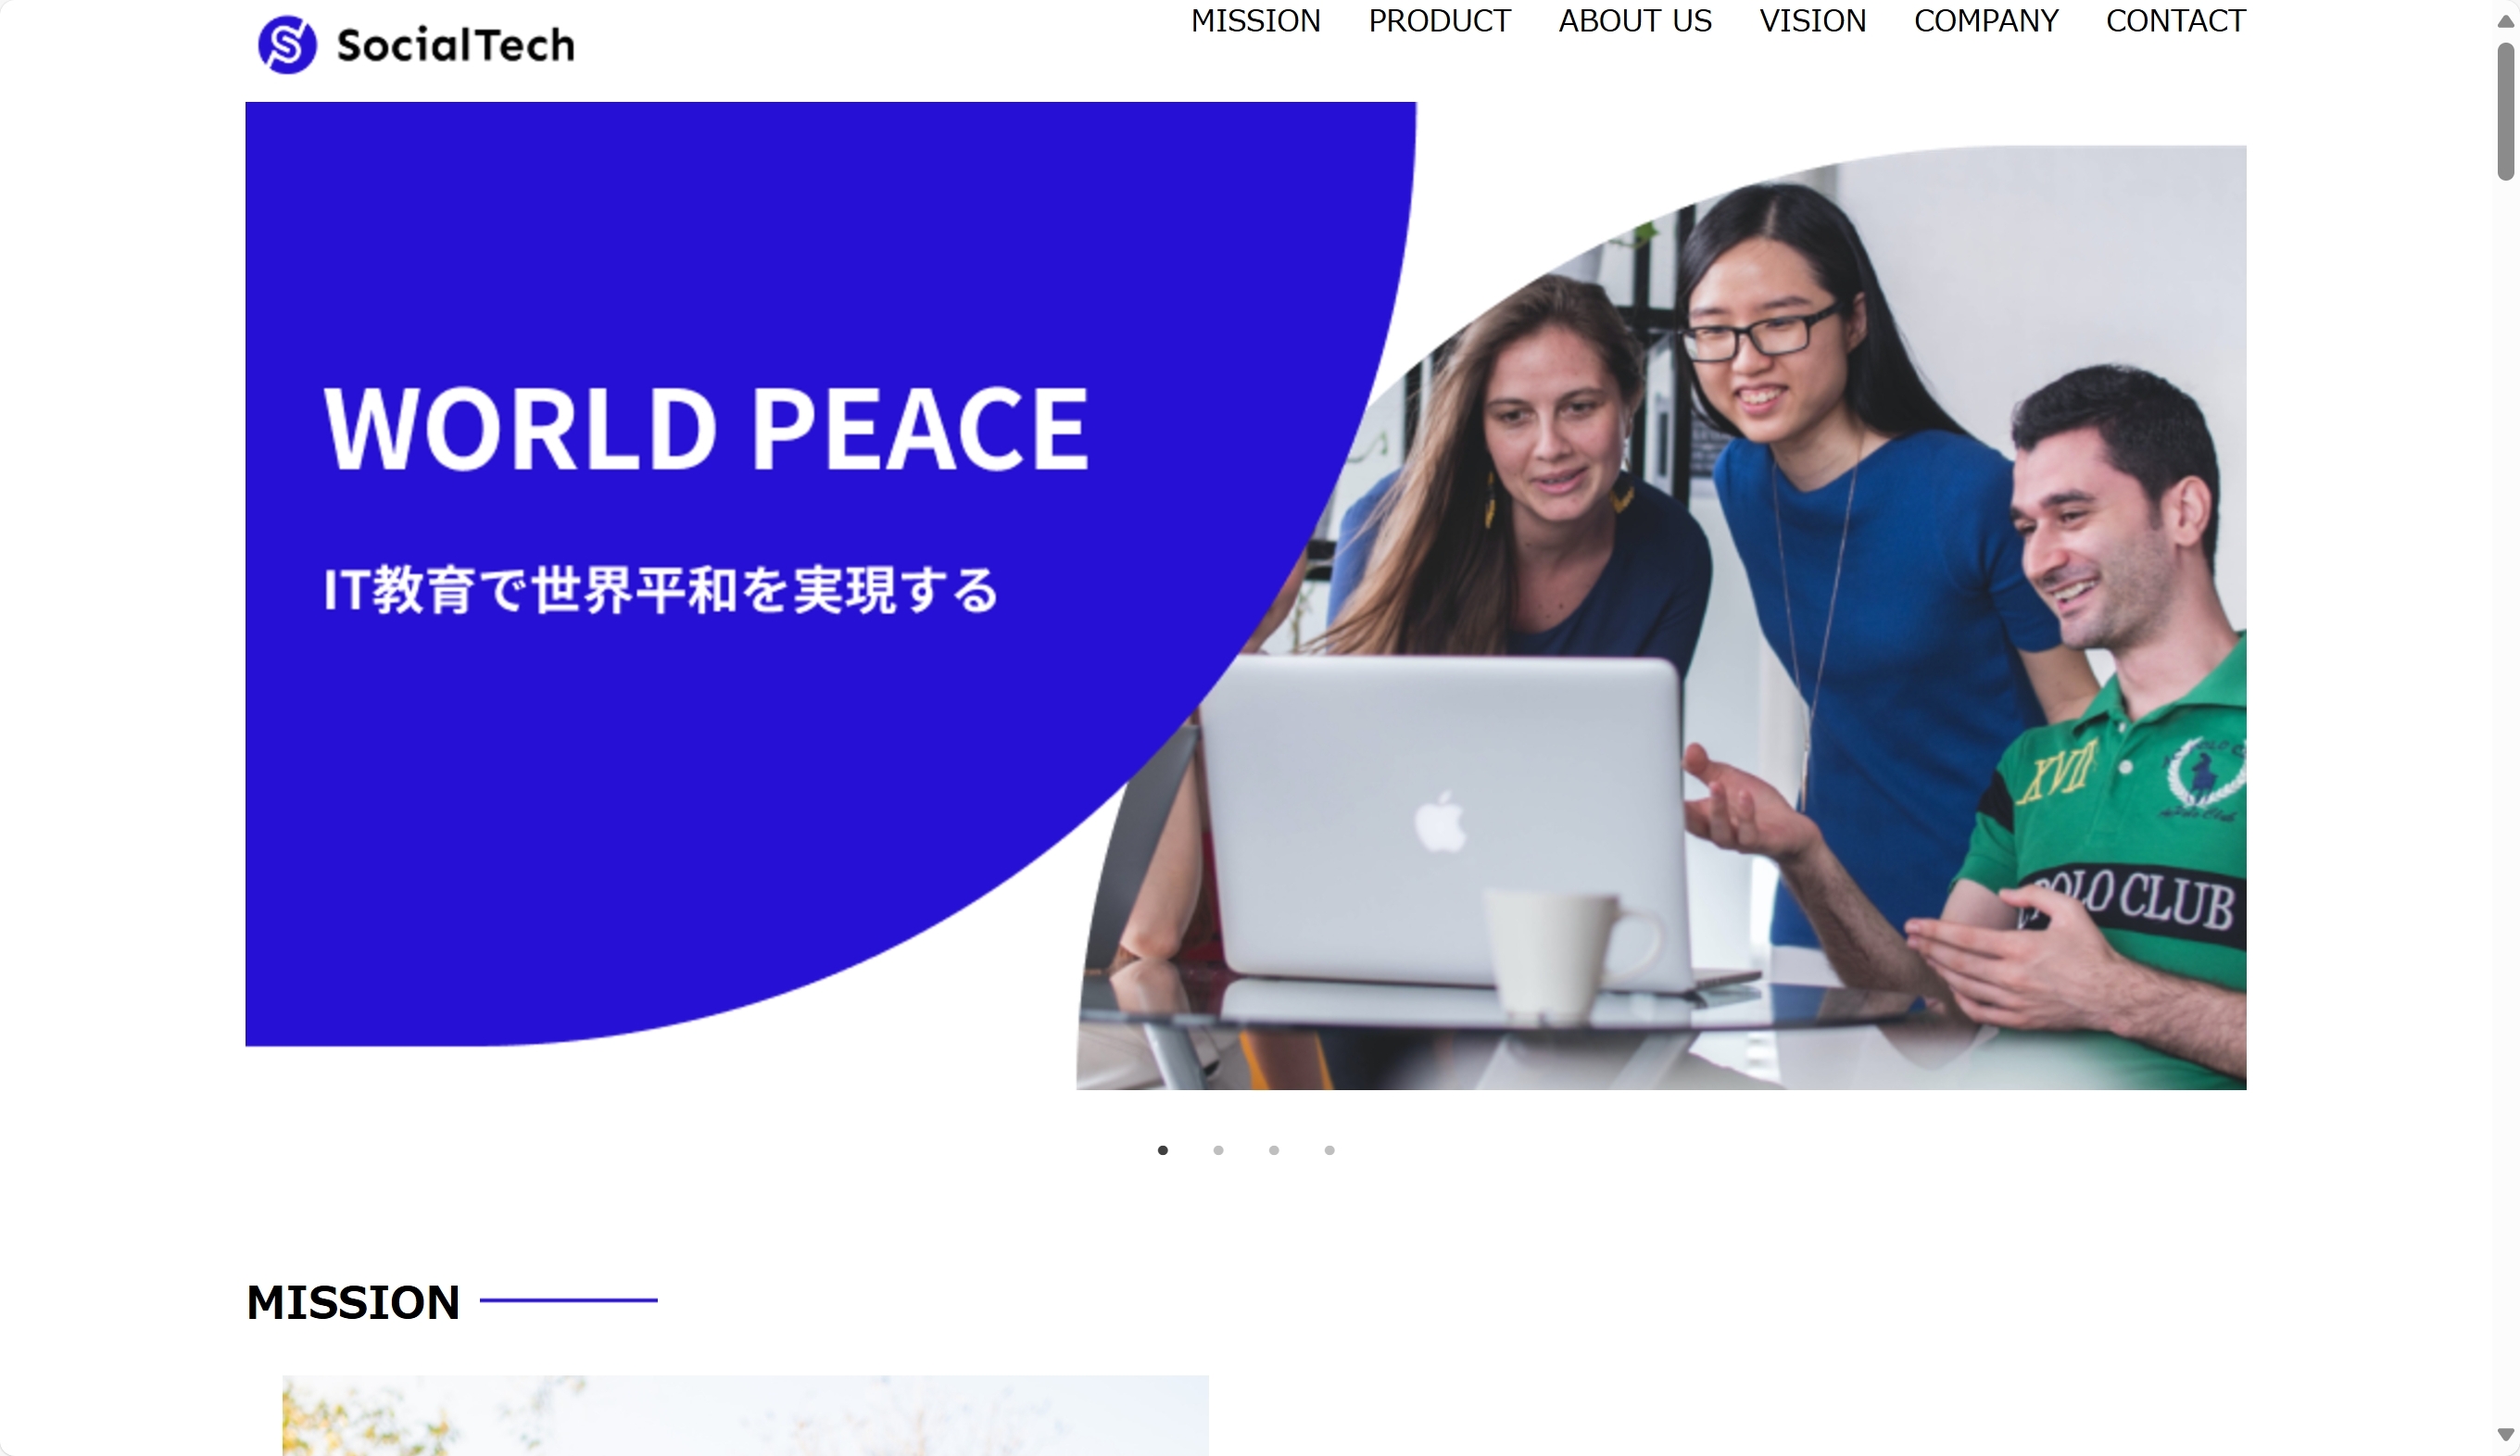 SocialTech
MISSION PRODUCT ABOUT US VISION COMPANY CONTACT
WORLD PEACE
IT教育で世界平和を実現する
XVII
POLO CLUB
MISSION